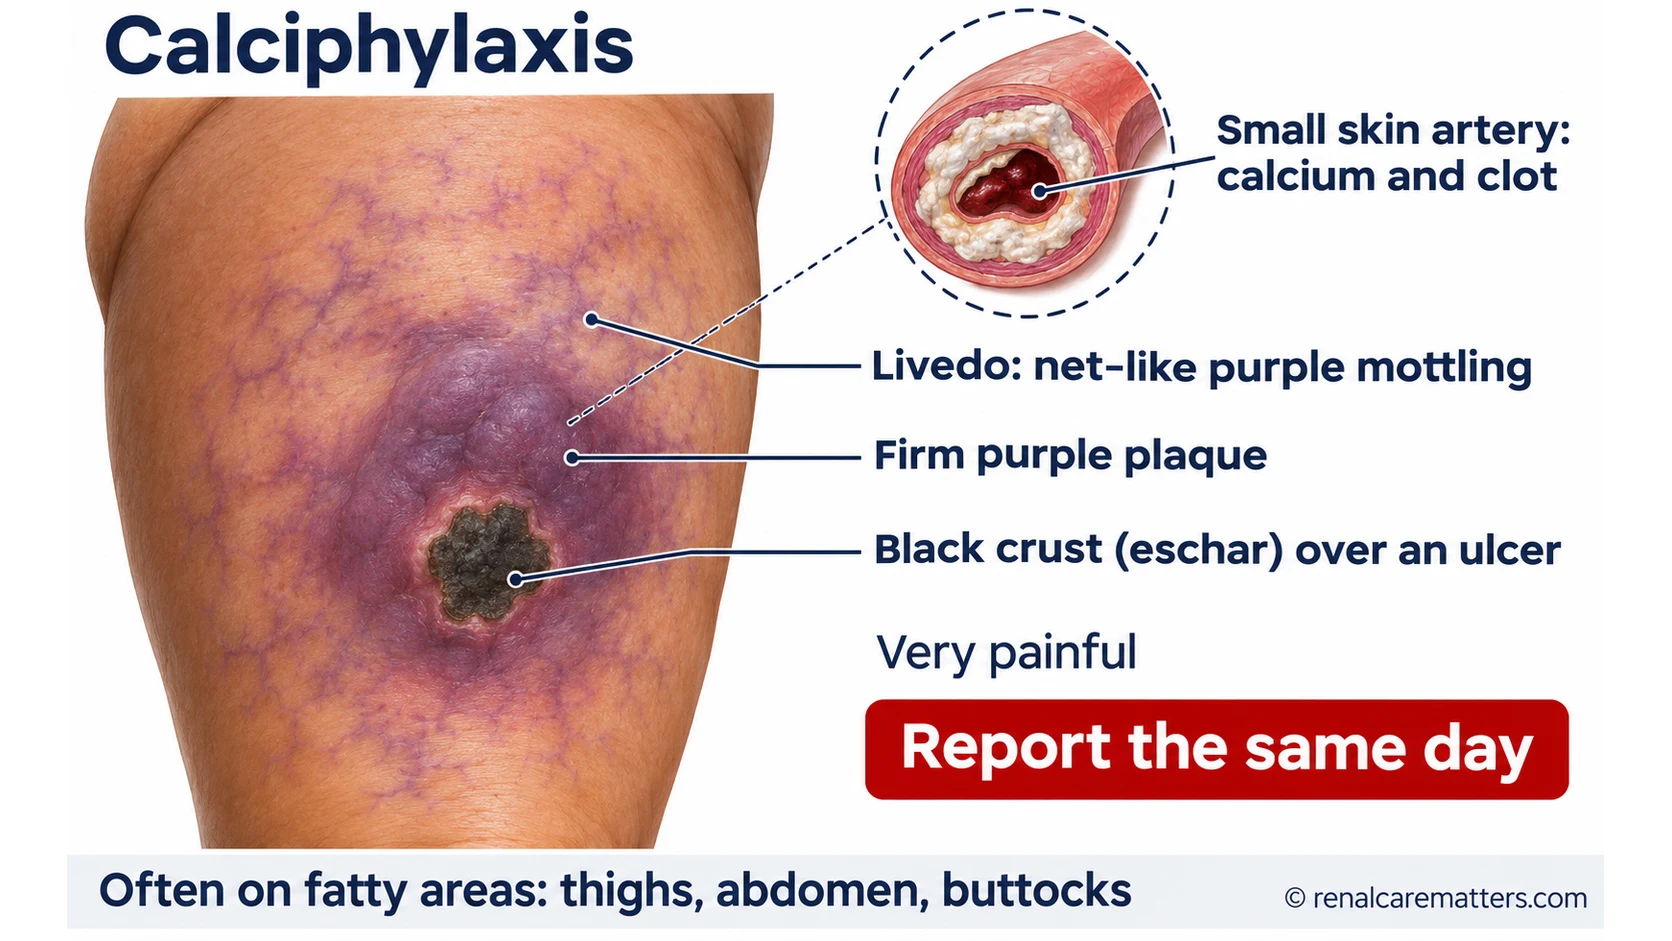 Calciphylaxis
Small skin artery:
calcium and clot
Livedo: net-like purple mottling
Firm purple plaque
Black crust (eschar) over an ulcer
Very painful
Report the same day
Often on fatty areas: thighs, abdomen, buttocks
© renalcarematters.com